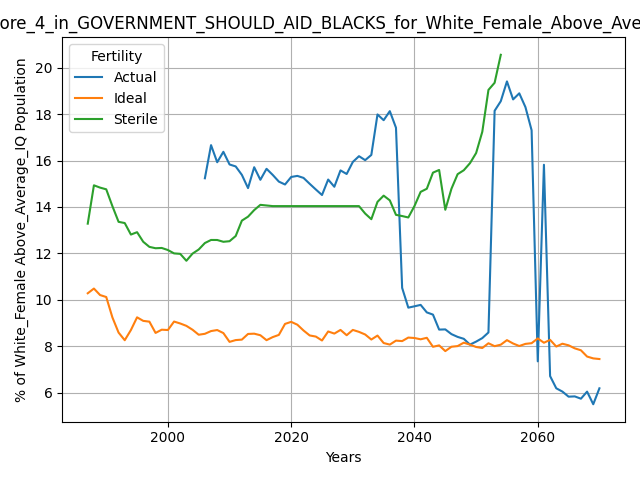 ore_4_in_GOVERNMENT_SHOULD_AID_BLACKS_for_White_Female_Above_Ave
Fertility
Actual
Ideal
Sterile
% of White_Female Above_Average_IQ Population
20
18
16
14
12
10
8
6
2000 2020 2040 2060
Years